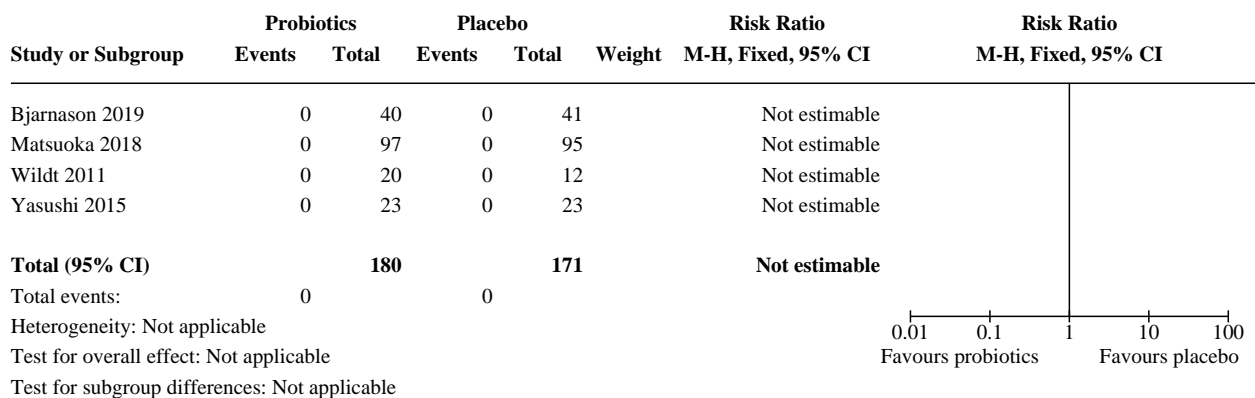 Probiotics Placebo Risk Ratio Risk Ratio
Study or Subgroup Events Total Events Total Weight M-H, Fixed, 95% CI M-H, Fixed, 95% CI
Bjarnason 2019 0 40 0 41 Not estimable
Matsuoka 2018 0 97 0 95 Not estimable
Wildt 2011 0 20 0 12 Not estimable
Yasushi 2015 0 23 0 23 Not estimable
Total (95% CI) 180 171 Not estimable
Total events: 0 0
Heterogeneity: Not applicable
0.01 0.1 1 10 100
Test for overall effect: Not applicable Favours probiotics Favours placebo
Test for subgroup differences: Not applicable